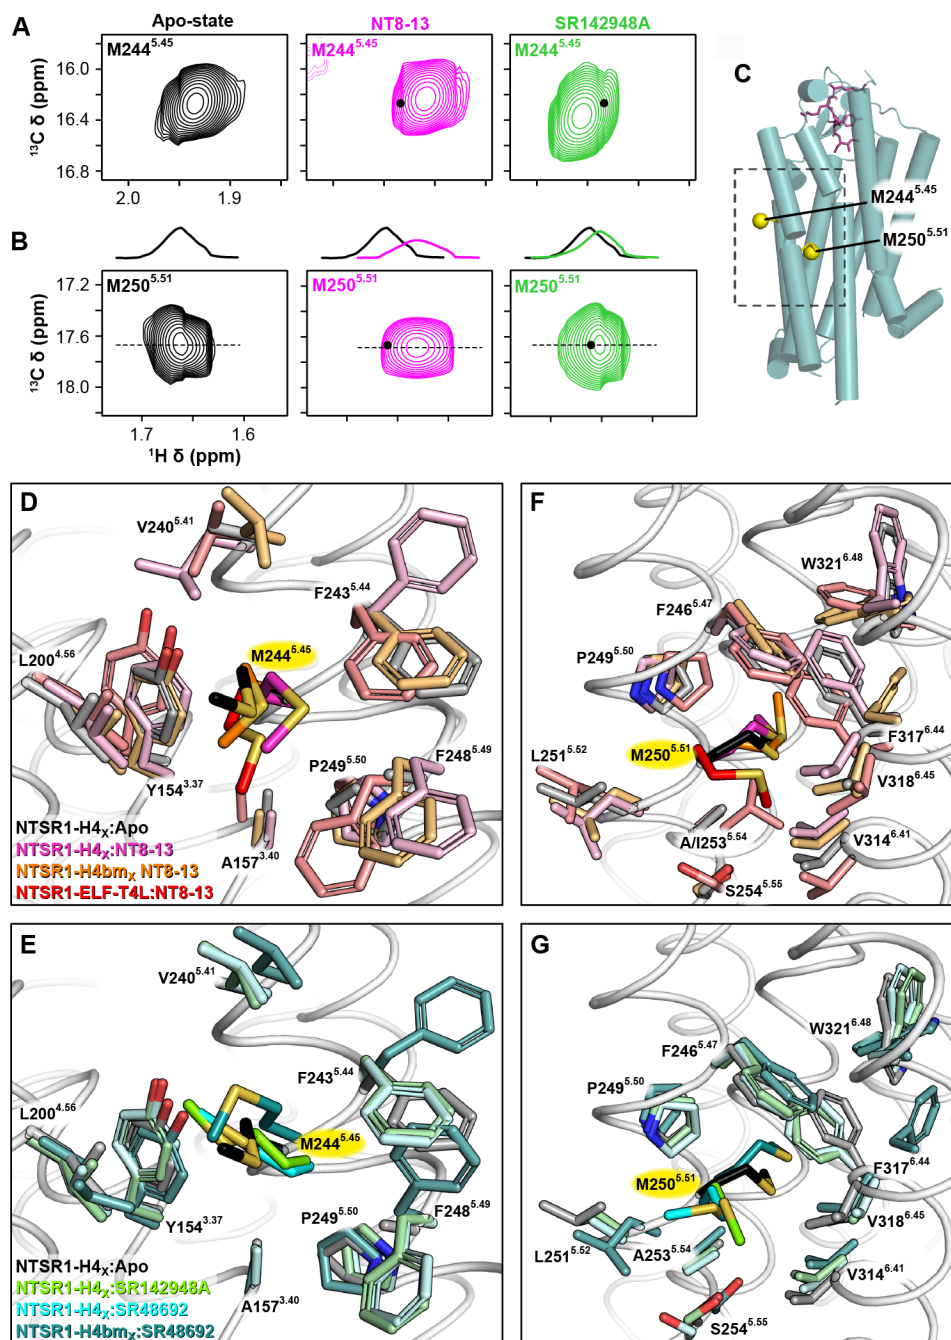 A
Apo-state
NT8-13
SR142948A
M244^5.45
M244^5.45
M244^5.45
16.0
16.4
16.8
¹³C δ (ppm)
2.0
1.9
B
M250^5.51
M250^5.51
M250^5.51
17.2
17.6
18.0
¹³C δ (ppm)
1.7
1.6
¹H δ (ppm)
C
M244^5.45
M250^5.51
D
V240^5.41
F243^5.44
L200^4.56
M244^5.45
Y154^3.37
P249^5.50
F248^5.49
A157^3.40
NTSR1-H4ₓ:Apo
NTSR1-H4ₓ:NT8-13
NTSR1-H4bmₓ NT8-13
NTSR1-ELF-T4L:NT8-13
F
W321^6.48
F246^5.47
P249^5.50
M250^5.51
F317^6.44
L251^5.52
V318^6.45
A/I253^5.54
V314^6.41
S254^5.55
E
V240^5.41
F243^5.44
L200^4.56
M244^5.45
Y154^3.37
P249^5.50
F248^5.49
A157^3.40
NTSR1-H4ₓ:Apo
NTSR1-H4ₓ:SR142948A
NTSR1-H4ₓ:SR48692
NTSR1-H4bmₓ:SR48692
G
W321^6.48
F246^5.47
P249^5.50
F317^6.44
M250^5.51
V318^6.45
L251^5.52
A253^5.54
V314^6.41
S254^5.55